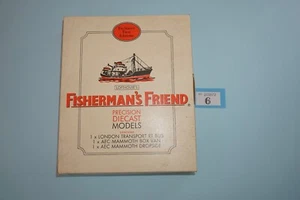 LOFTHOUSE'S
FISHERMAN'S FRIEND
PRECISION
DIECAST
MODELS
1 x LONDON TRANSPORT RT BUS
1 x AEC MAMMOTH BOX VAN
1 x AEC MAMMOTH DROPSIDE
6